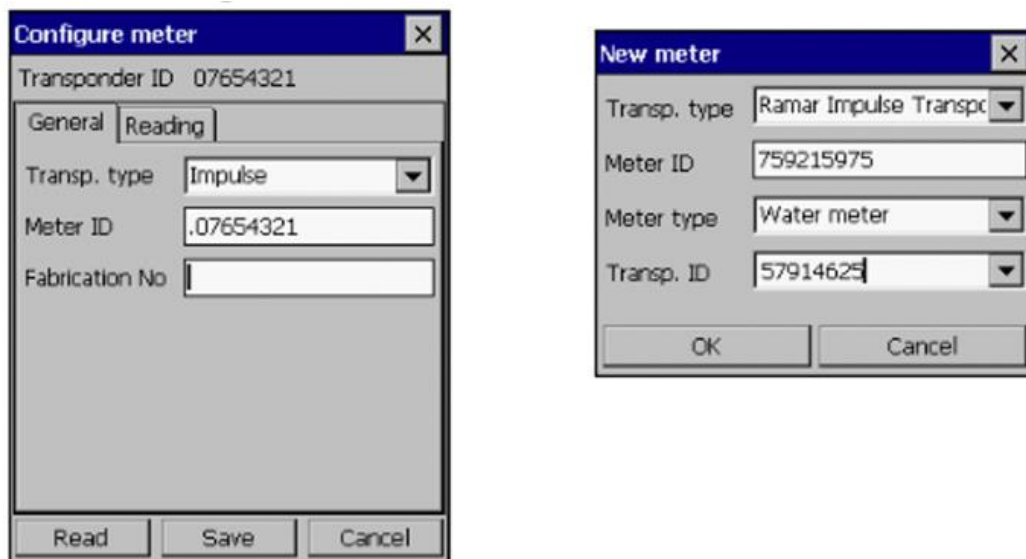 Configure meter
Transponder ID 07654321
General Reading
Transp. type Impulse
Meter ID .07654321
Fabrication No
Read Save Cancel
New meter
Transp. type Ramar Impulse Transpo
Meter ID 759215975
Meter type Water meter
Transp. ID 57914625
OK Cancel